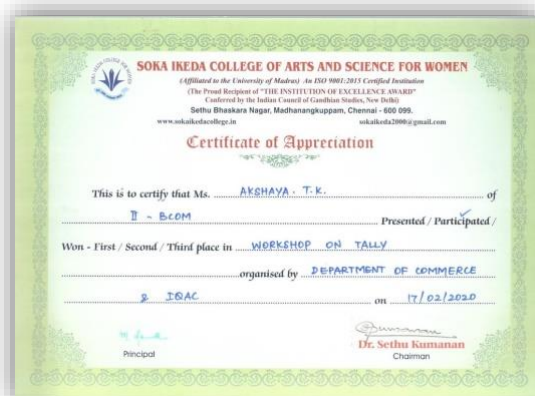 SOKA IKEDA COLLEGE OF ARTS AND SCIENCE FOR WOMEN
(Affiliated to the University of Madras) An ISO 9001:2015 Certified Institution
(The Proud Recipient of "THE INSTITUTION OF EXCELLENCE AWARD"
Conferred by the Indian Council of Gandhian Studies, New Delhi)
Sethu Bhaskara Nagar, Madhanangkuppam, Chennai - 600 099.
www.sokaikedacollege.in sokaikeda2000@gmail.com
Certificate of Appreciation
This is to certify that Ms. AKSHAYA. T.K. of
II - BCOM Presented / Participated /
Won - First / Second / Third place in WORKSHOP ON TALLY
organised by DEPARTMENT OF COMMERCE
& IQAC on 17/02/2020
Principal
Dr. Sethu Kumanan
Chairman